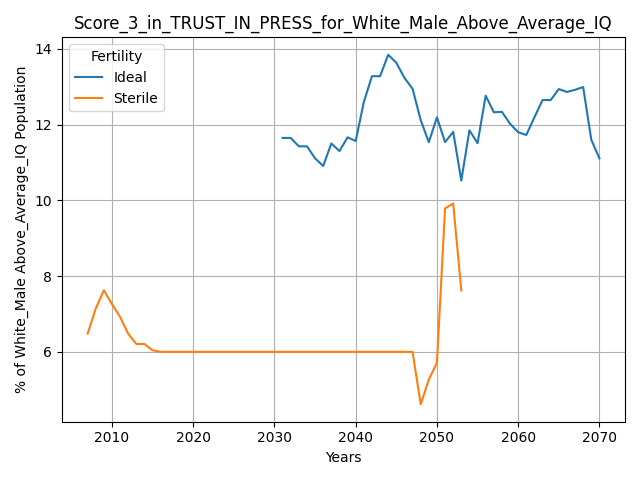 Score_3_in_TRUST_IN_PRESS_for_White_Male_Above_Average_IQ
% of White_Male Above_Average_IQ Population
14
12
10
8
6
Fertility
Ideal
Sterile
2010 2020 2030 2040 2050 2060 2070
Years